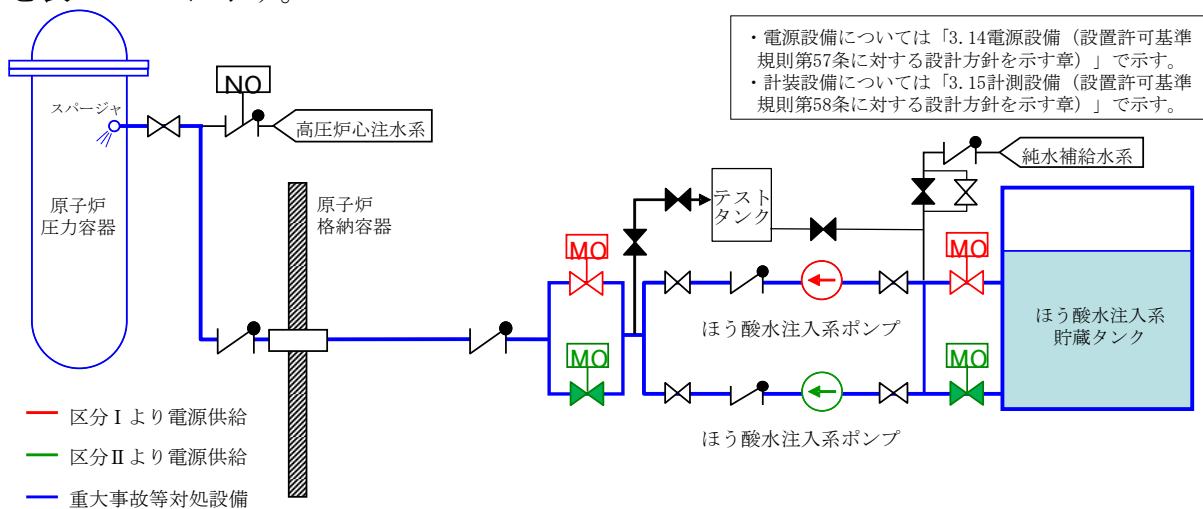 ・電源設備については「3.14電源設備（設置許可基準
規則第57条に対する設計方針を示す章）」で示す。
・計装設備については「3.15計測設備（設置許可基準
規則第58条に対する設計方針を示す章）」で示す。
NO
スパージャ
高圧炉心注水系
純水補給水系
テスト
タンク
原子炉
圧力容器
原子炉
格納容器
MO
MO
ほう酸水注入系ポンプ
ほう酸水注入系
貯蔵タンク
MO
MO
ほう酸水注入系ポンプ
区分Ⅰより電源供給
区分Ⅱより電源供給
重大事故等対処設備